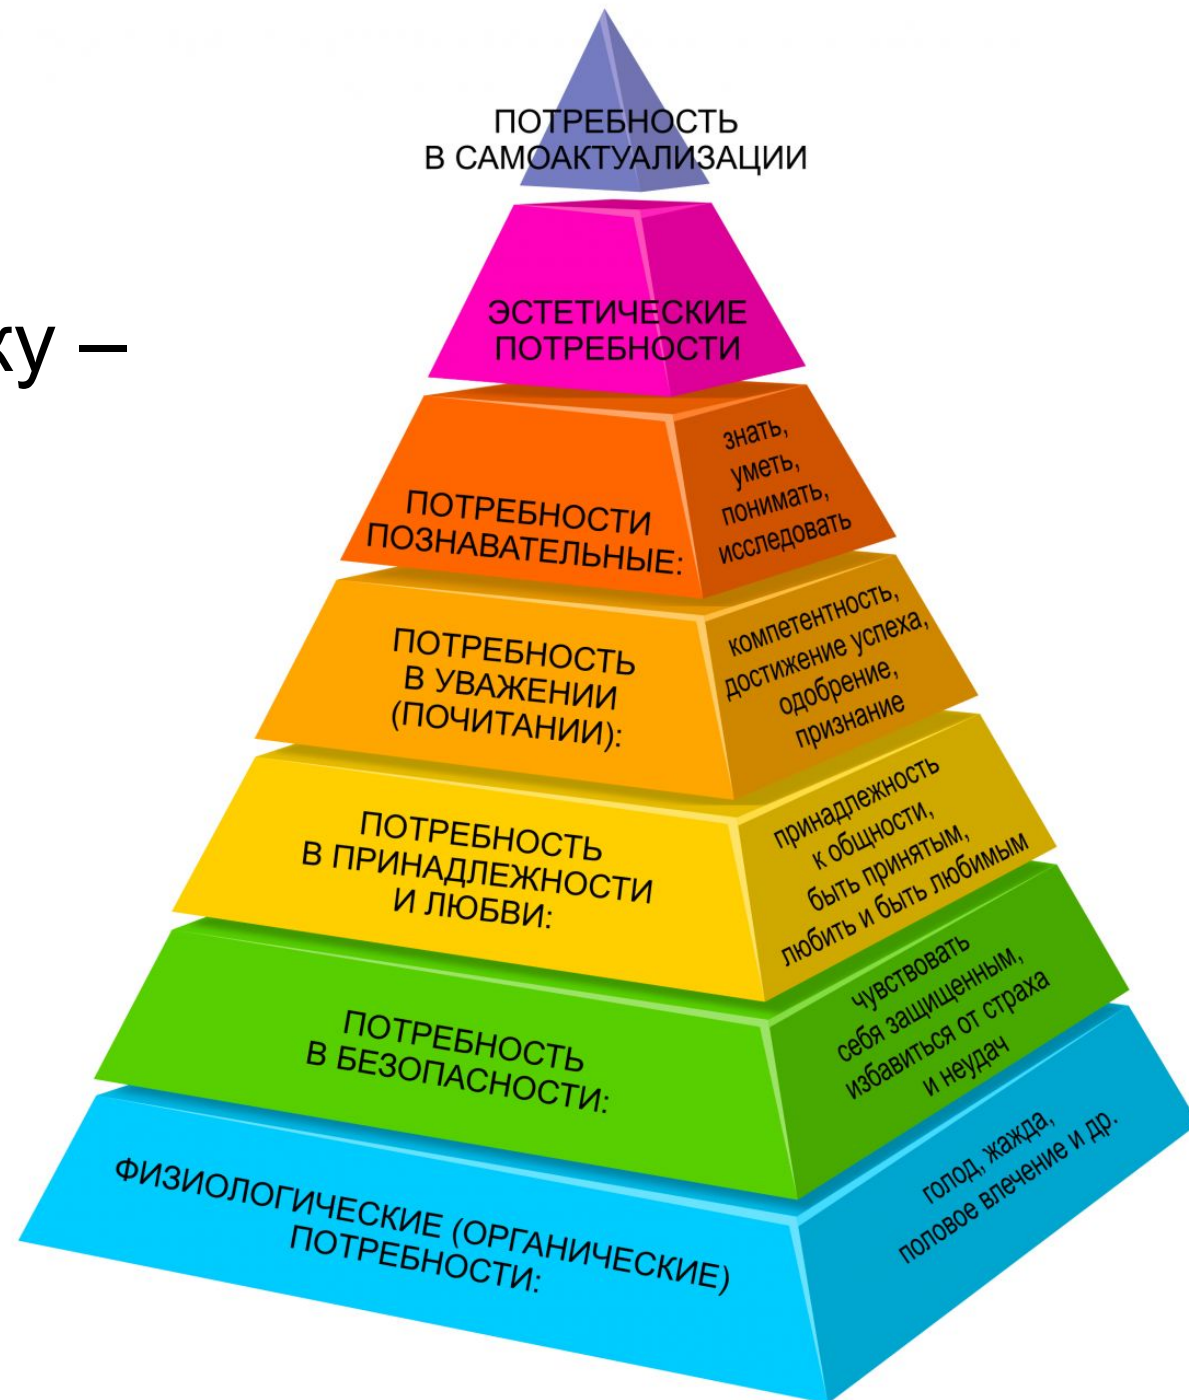 ПОТРЕБНОСТЬ
В САМОАКТУАЛИЗАЦИИ
ЭСТЕТИЧЕСКИЕ
ПОТРЕБНОСТИ
–
ПОТРЕБНОСТИ
ПОЗНАВАТЕЛЬНЫЕ:
знать,
уметь,
понимать,
исследовать
ПОТРЕБНОСТЬ
В УВАЖЕНИИ
(ПОЧИТАНИИ):
компетентность,
достижение успеха,
одобрение,
признание
ПОТРЕБНОСТЬ
В ПРИНАДЛЕЖНОСТИ
И ЛЮБВИ:
принадлежность
к общности,
быть принятым,
любить и быть любимым
ПОТРЕБНОСТЬ
В БЕЗОПАСНОСТИ:
чувствовать
себя защищенным,
избавиться от страха
и неудач
ФИЗИОЛОГИЧЕСКИЕ (ОРГАНИЧЕСКИЕ)
ПОТРЕБНОСТИ:
голод, жажда,
половое влечение и др.